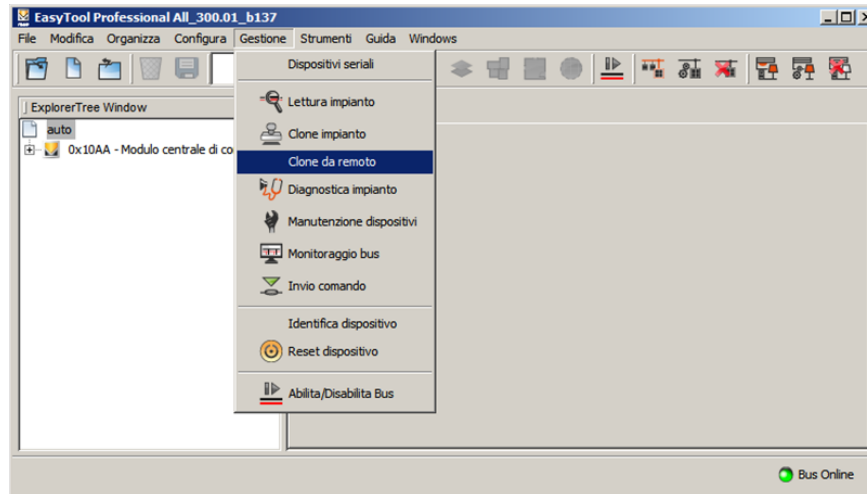 EasyTool Professional All_300.01_b137
File Modifica Organizza Configura Gestione Strumenti Guida Windows
ExplorerTree Window
auto
0x10AA - Modulo centrale di co
Dispositivi seriali
Lettura impianto
Clone impianto
Clone da remoto
Diagnostica impianto
Manutenzione dispositivi
Monitoraggio bus
Invio comando
Identifica dispositivo
Reset dispositivo
Abilita/Disabilita Bus
Bus Online